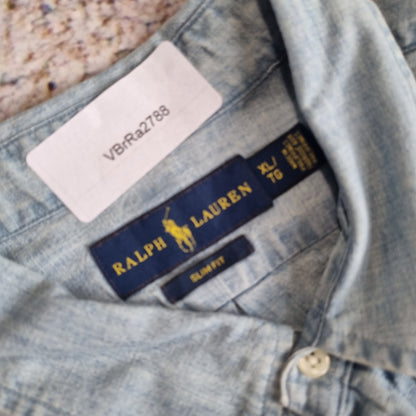 VBrRa2788
RALPH LAUREN
XL/
TG
SLIM FIT